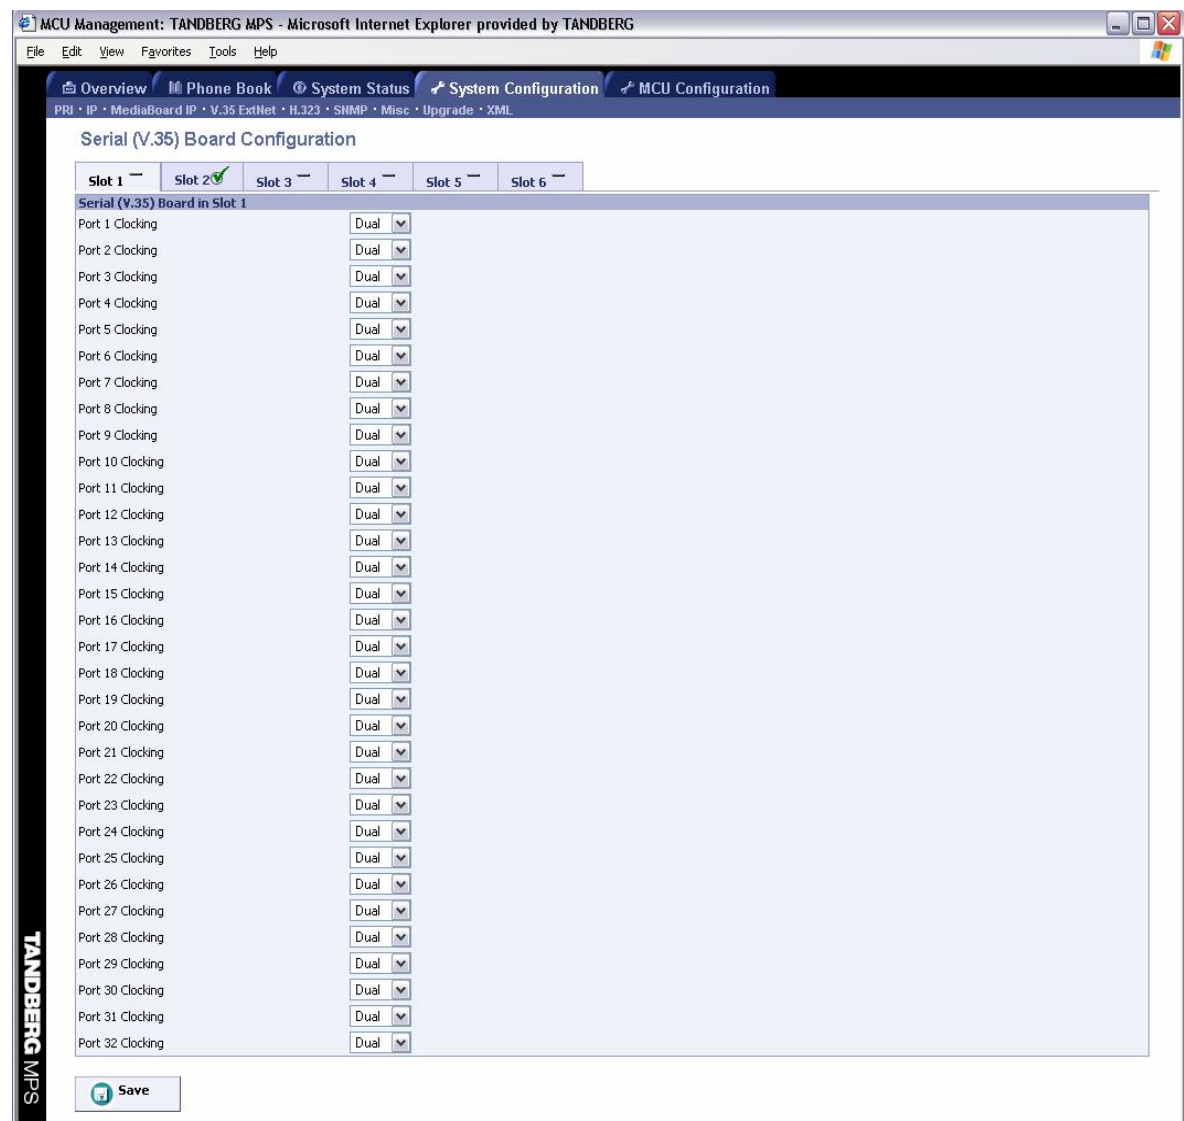 MCU Management: TANDBERG MPS - Microsoft Internet Explorer provided by TANDBERG
File Edit View Favorites Tools Help
Overview Phone Book System Status System Configuration MCU Configuration
PRI · IP · MediaBoard IP · V.35 ExtNet · H.323 · SNMP · Misc · Upgrade · XML
Serial (V.35) Board Configuration
Slot 1 Slot 2 Slot 3 Slot 4 Slot 5 Slot 6
Serial (V.35) Board in Slot 1
Port 1 Clocking Dual
Port 2 Clocking Dual
Port 3 Clocking Dual
Port 4 Clocking Dual
Port 5 Clocking Dual
Port 6 Clocking Dual
Port 7 Clocking Dual
Port 8 Clocking Dual
Port 9 Clocking Dual
Port 10 Clocking Dual
Port 11 Clocking Dual
Port 12 Clocking Dual
Port 13 Clocking Dual
Port 14 Clocking Dual
Port 15 Clocking Dual
Port 16 Clocking Dual
Port 17 Clocking Dual
Port 18 Clocking Dual
Port 19 Clocking Dual
Port 20 Clocking Dual
Port 21 Clocking Dual
Port 22 Clocking Dual
Port 23 Clocking Dual
Port 24 Clocking Dual
Port 25 Clocking Dual
Port 26 Clocking Dual
Port 27 Clocking Dual
Port 28 Clocking Dual
Port 29 Clocking Dual
Port 30 Clocking Dual
Port 31 Clocking Dual
Port 32 Clocking Dual
Save
TANDBERG MPS